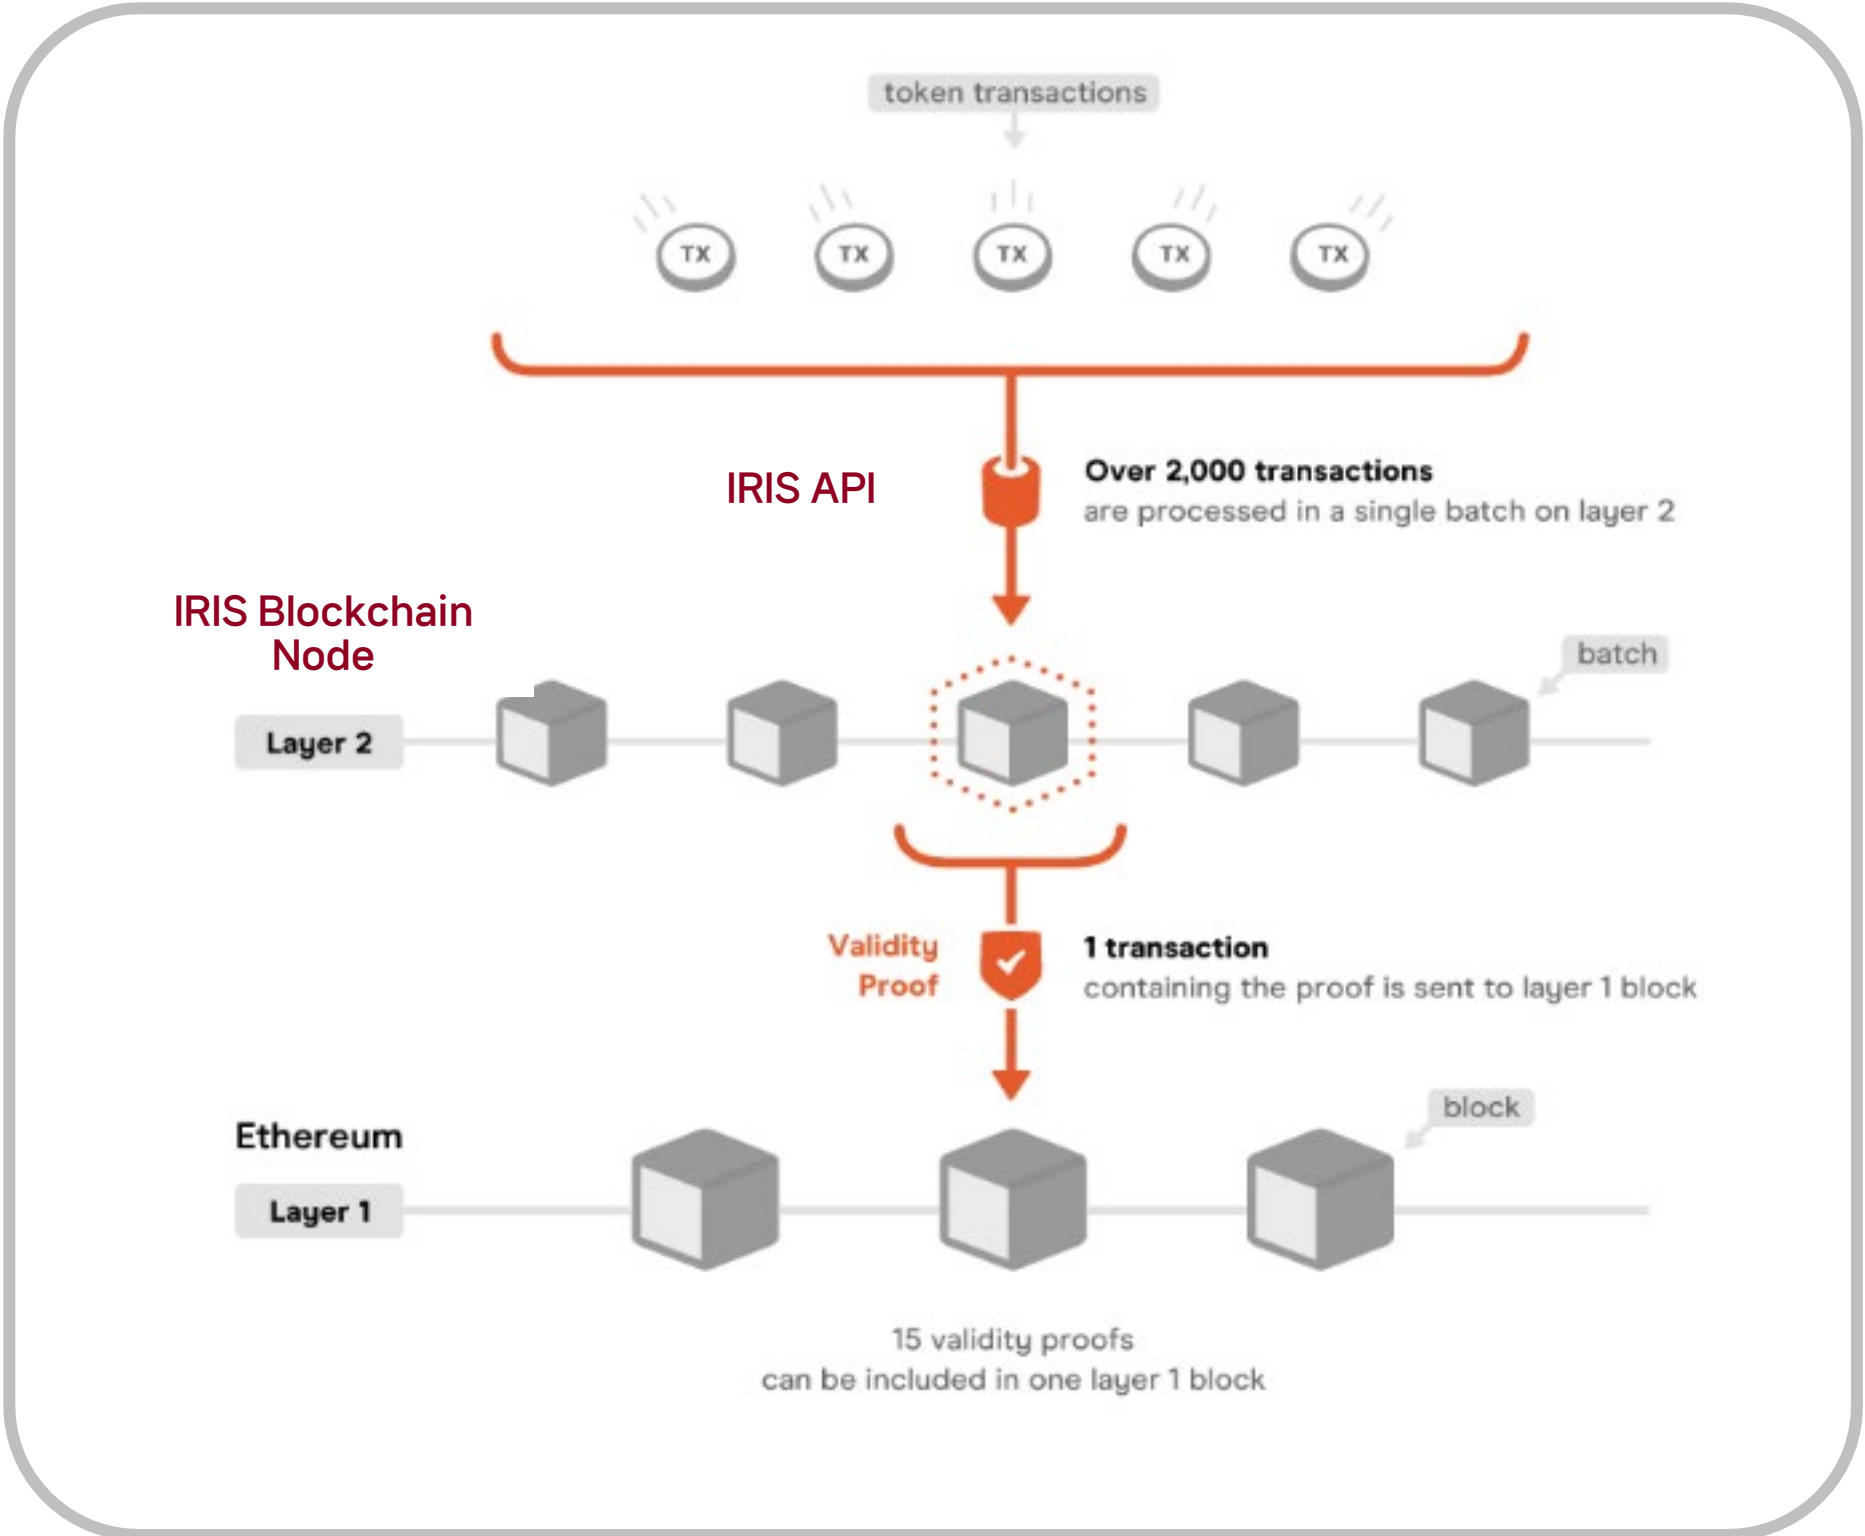 token transactions
TX TX TX TX TX
IRIS API
Over 2,000 transactions
are processed in a single batch on layer 2
IRIS Blockchain
Node
batch
Layer 2
Validity
Proof
1 transaction
containing the proof is sent to layer 1 block
block
Ethereum
Layer 1
15 validity proofs
can be included in one layer 1 block